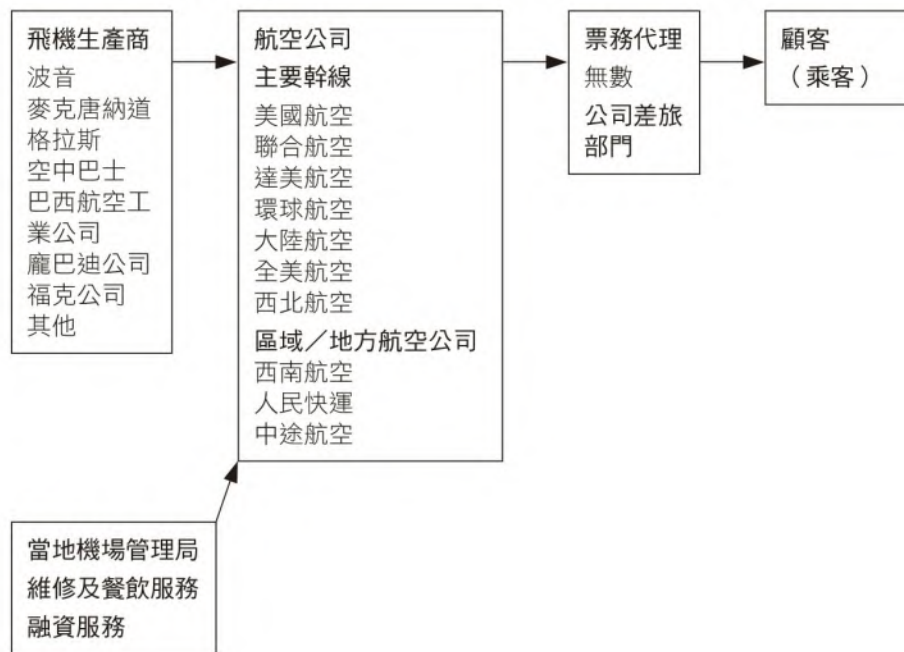 飛機生產商
波音
麥克唐納道
格拉斯
空中巴士
巴西航空工
業公司
龐巴迪公司
福克公司
其他
航空公司
主要幹線
美國航空
聯合航空
達美航空
環球航空
大陸航空
全美航空
西北航空
區域／地方航空公司
西南航空
人民快運
中途航空
票務代理
無數
公司差旅
部門
顧客
（乘客）
當地機場管理局
維修及餐飲服務
融資服務